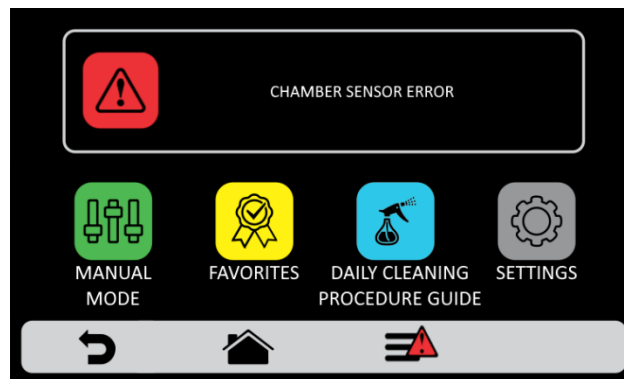 CHAMBER SENSOR ERROR
MANUAL
MODE
FAVORITES
DAILY CLEANING
PROCEDURE GUIDE
SETTINGS